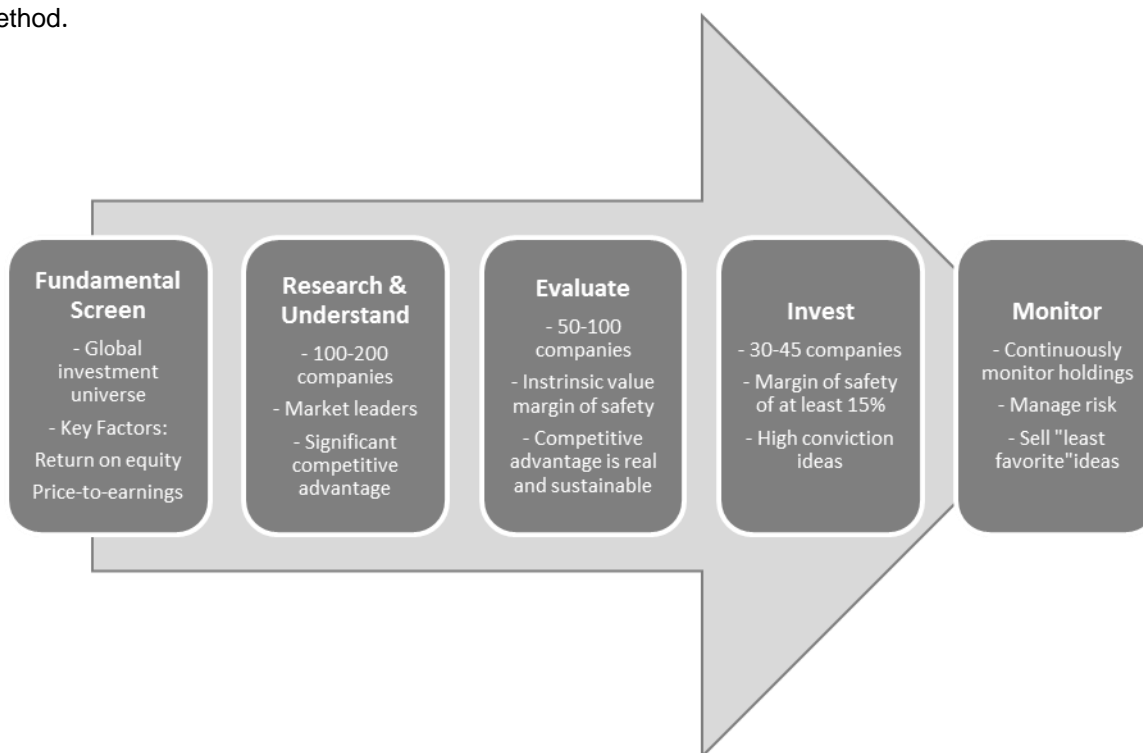 ethod.
Fundamental
Screen
- Global
investment
universe
- Key Factors:
Return on equity
Price-to-earnings
Research &
Understand
- 100-200
companies
- Market leaders
- Significant
competitive
advantage
Evaluate
- 50-100
companies
- Instrinsic value
margin of safety
- Competitive
advantage is real
and sustainable
Invest
- 30-45 companies
- Margin of safety
of at least 15%
- High conviction
ideas
Monitor
- Continuously
monitor holdings
- Manage risk
- Sell "least
favorite"ideas